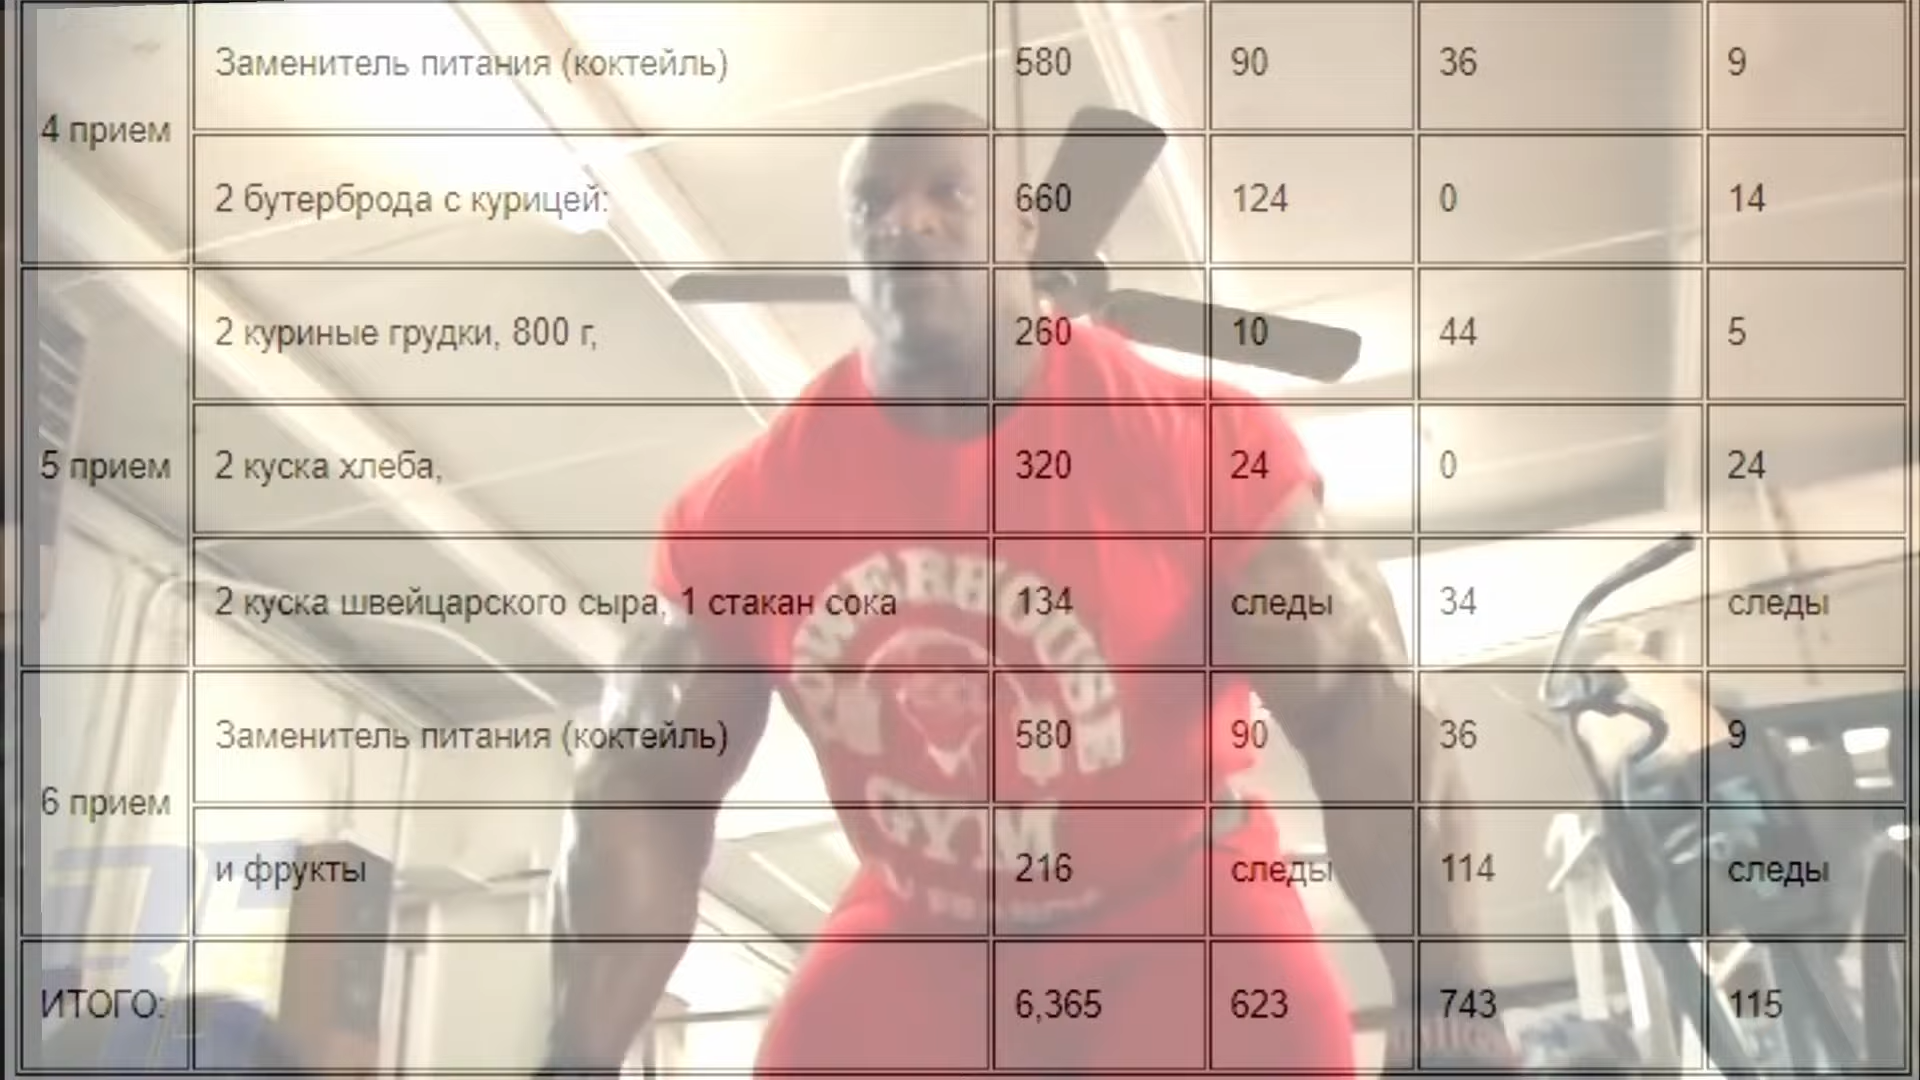 Заменитель питания (коктейль) 580 90 36 9
4 прием
2 бутерброда с курицей: 660 124 0 14
2 куриные грудки, 800 г, 260 10 44 5
5 прием 2 куска хлеба, 320 24 0 24
2 куска швейцарского сыра, 1 стакан сока 134 следы 34 следы
Заменитель питания (коктейль) 580 90 36 9
6 прием
и фрукты 216 следы 114 следы
ИТОГО: 6,365 623 743 115
POWERHOUSE
GYM